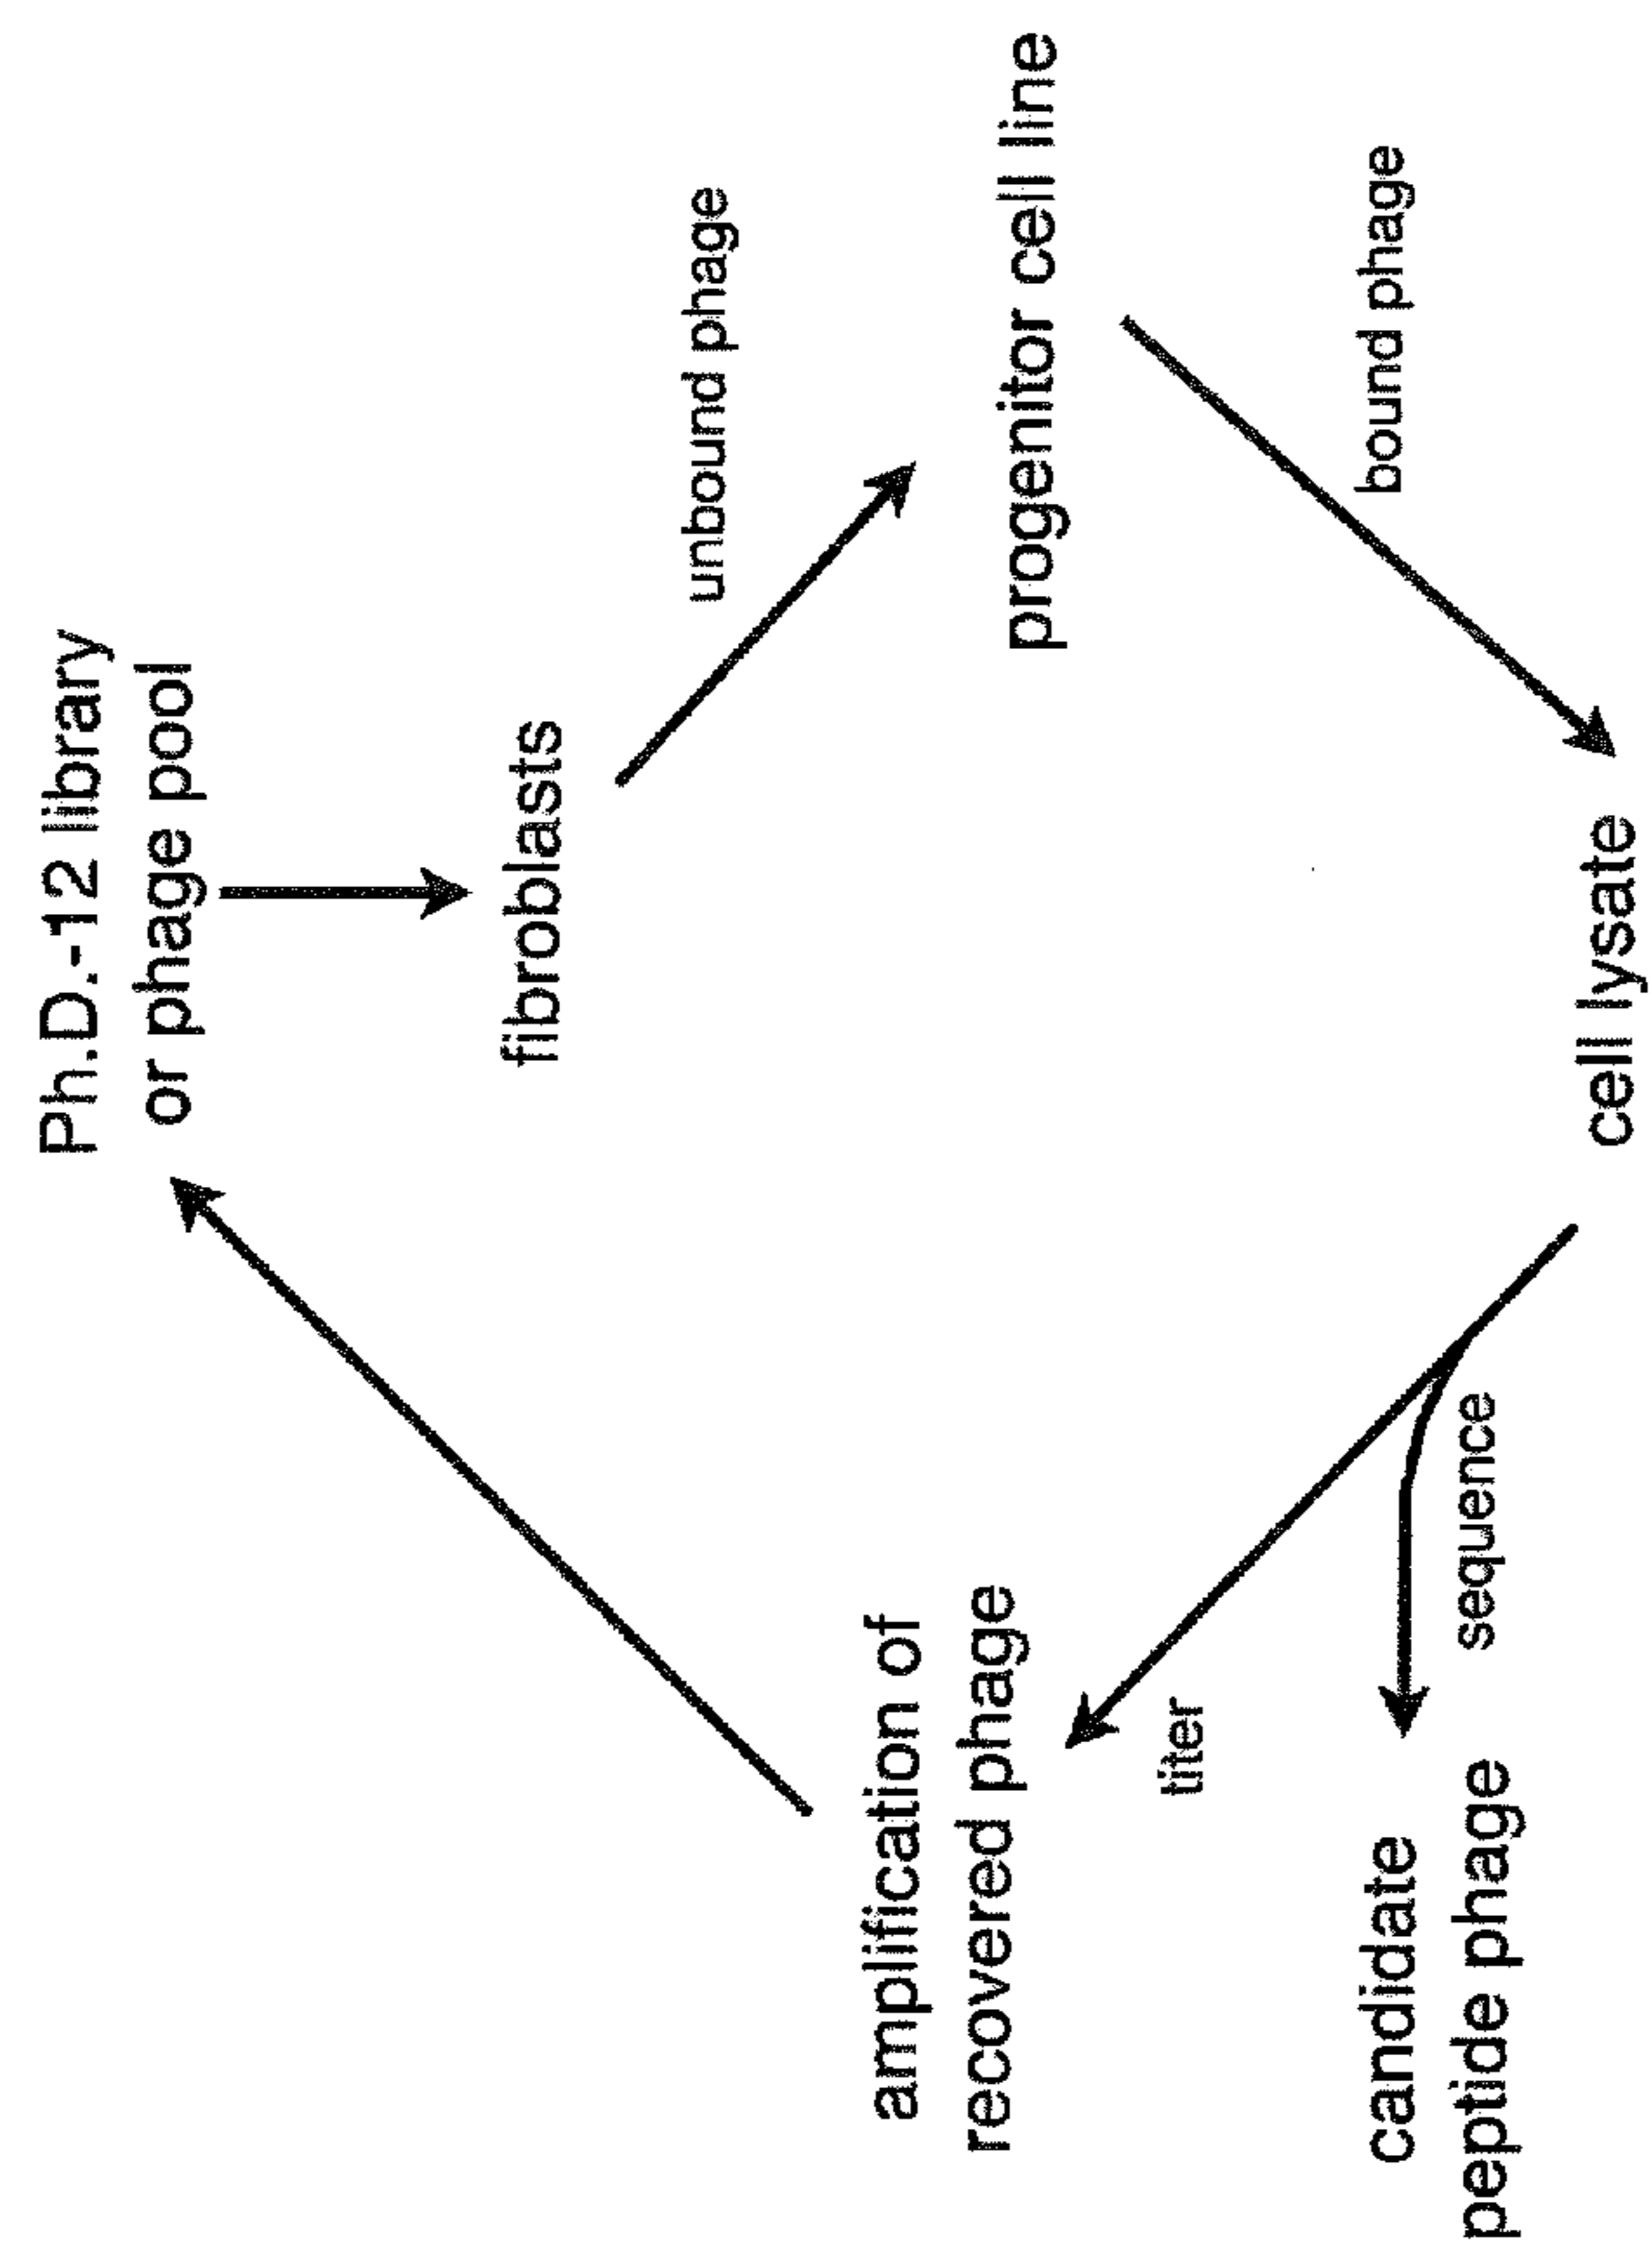 Ph.D.-12 library
or phage pool
fibroblasts
unbound phage
progenitor cell line
bound phage
cell lysate
sequence
titer
candidate
peptide phage
amplification of
recovered phage